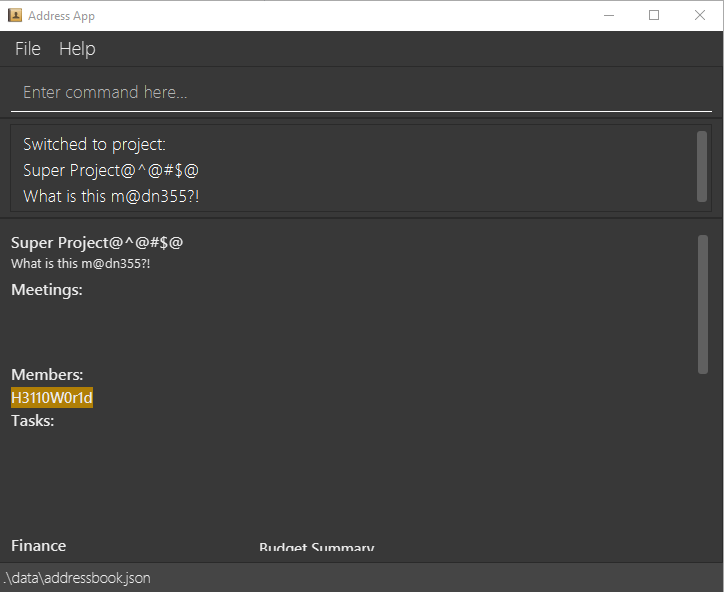 Address App
File Help
Enter command here...
Switched to project:
Super Project@^@#$@
What is this m@dn355?!
Super Project@^@#$@
What is this m@dn355?!
Meetings:
Members:
H3110W0r1d
Tasks:
Finance Budget Summary
.\data\addressbook.json